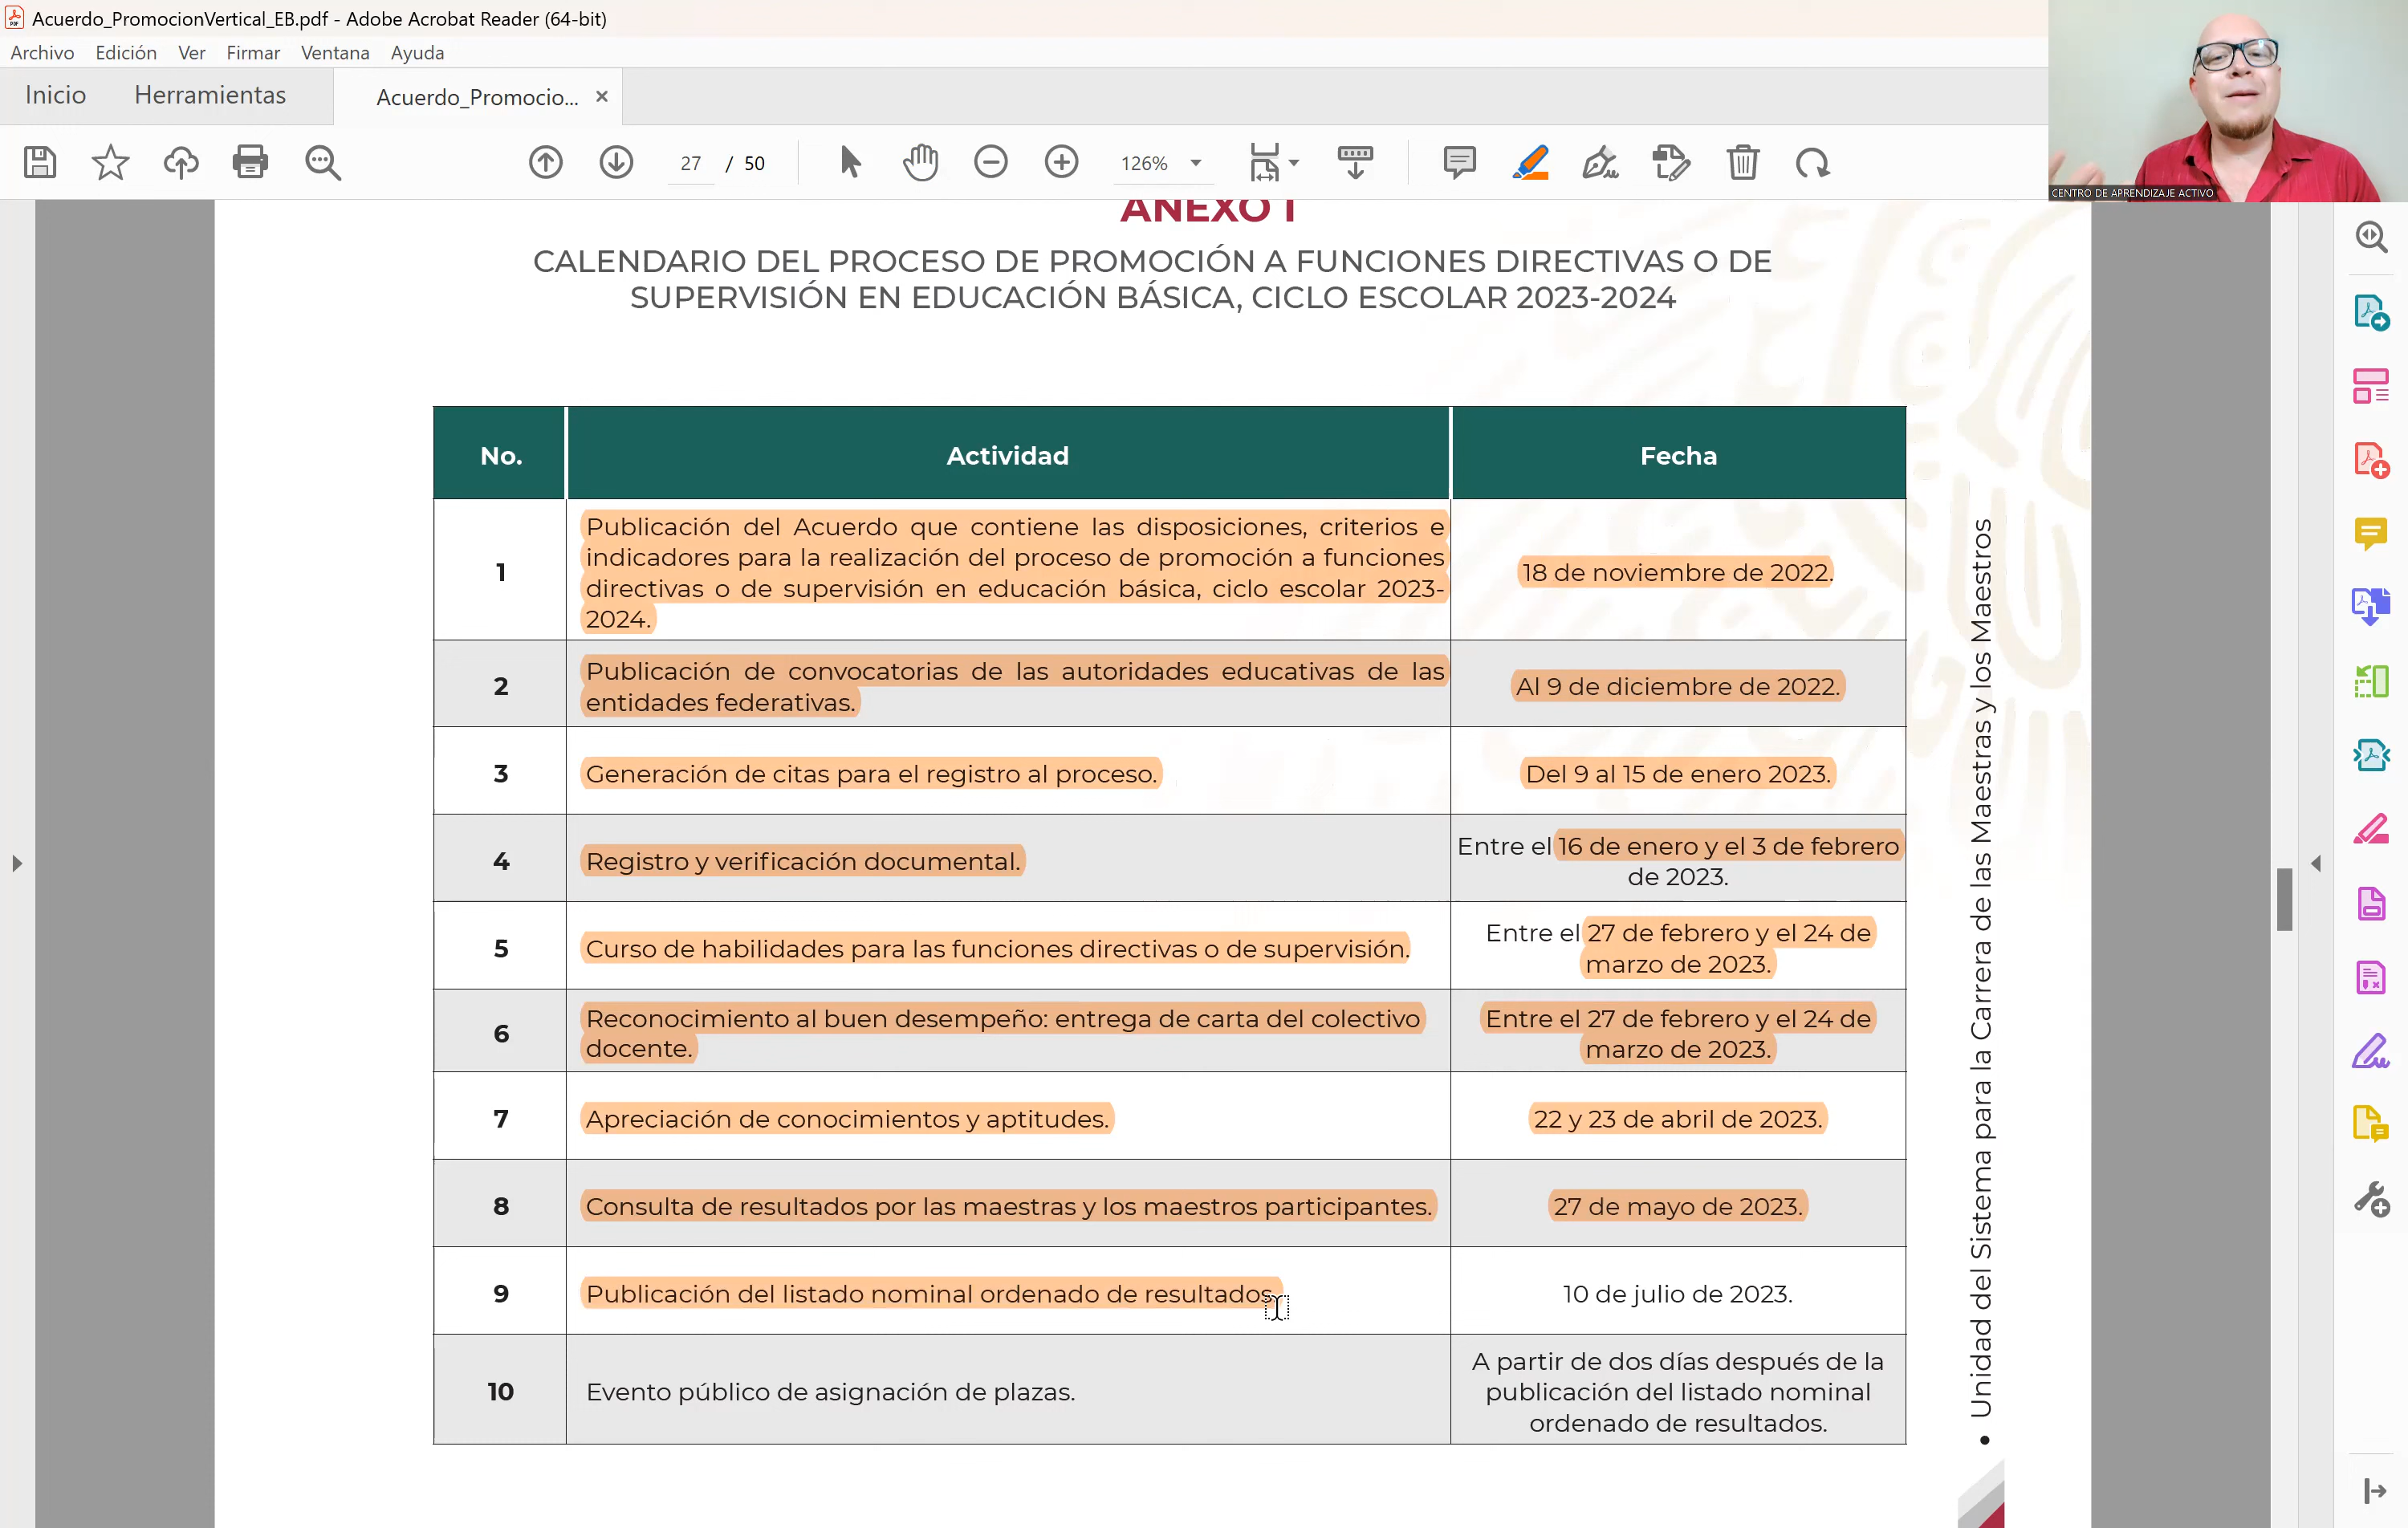 Acuerdo_PromocionVertical_EB.pdf - Adobe Acrobat Reader (64-bit)
Archivo Edición Ver Firmar Ventana Ayuda
Inicio Herramientas Acuerdo_Promocio... ×
27 / 50 126%
CENTRO DE APRENDIZAJE ACTIVO
ANEXO I
CALENDARIO DEL PROCESO DE PROMOCIÓN A FUNCIONES DIRECTIVAS O DE
SUPERVISIÓN EN EDUCACIÓN BÁSICA, CICLO ESCOLAR 2023-2024
No. Actividad Fecha
1
Publicación del Acuerdo que contiene las disposiciones, criterios e
indicadores para la realización del proceso de promoción a funciones
directivas o de supervisión en educación básica, ciclo escolar 2023-
2024.
18 de noviembre de 2022.
2
Publicación de convocatorias de las autoridades educativas de las
entidades federativas.
Al 9 de diciembre de 2022.
3
Generación de citas para el registro al proceso.
Del 9 al 15 de enero 2023.
4
Registro y verificación documental.
Entre el 16 de enero y el 3 de febrero
de 2023.
5
Curso de habilidades para las funciones directivas o de supervisión.
Entre el 27 de febrero y el 24 de
marzo de 2023.
6
Reconocimiento al buen desempeño: entrega de carta del colectivo
docente.
Entre el 27 de febrero y el 24 de
marzo de 2023.
7
Apreciación de conocimientos y aptitudes.
22 y 23 de abril de 2023.
8
Consulta de resultados por las maestras y los maestros participantes.
27 de mayo de 2023.
9
Publicación del listado nominal ordenado de resultados.
10 de julio de 2023.
10
Evento público de asignación de plazas.
A partir de dos días después de la
publicación del listado nominal
ordenado de resultados.
• Unidad del Sistema para la Carrera de las Maestras y los Maestros